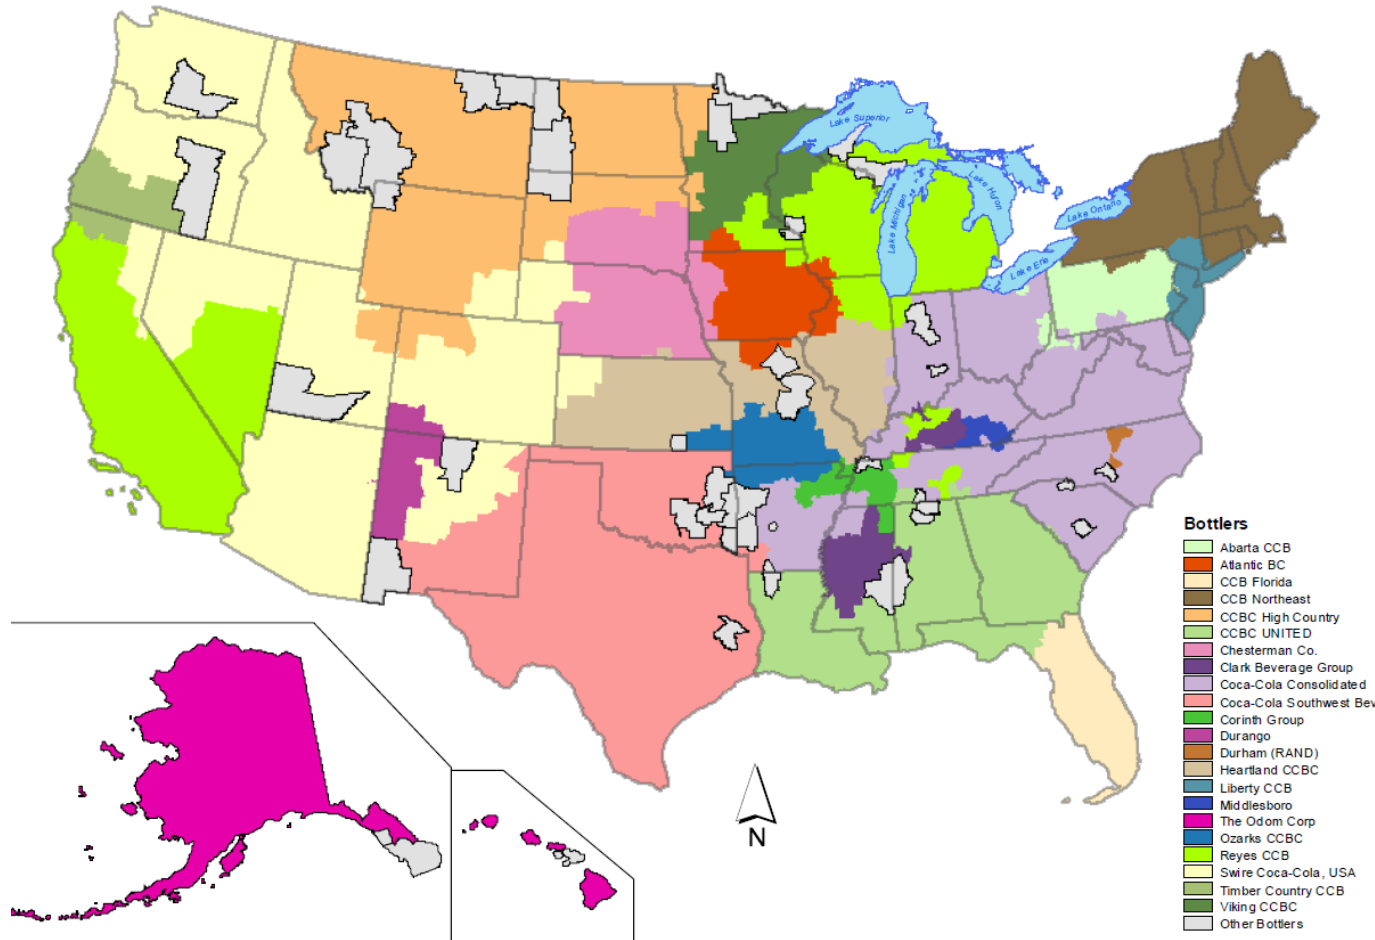 Lake Superior
Lake Michigan
Lake Huron
Lake Ontario
Lake Erie
Bottlers
Abarta CCB
Atlantic BC
CCB Florida
CCB Northeast
CCBC High Country
CCBC UNITED
Chesterman Co.
Clark Beverage Group
Coca-Cola Consolidated
Coca-Cola Southwest Bev
Corinth Group
Durango
Durham (RAND)
Heartland CCBC
Liberty CCB
Middlesboro
The Odom Corp
Ozarks CCBC
Reyes CCB
Swire Coca-Cola, USA
Timber Country CCB
Viking CCBC
Other Bottlers
N